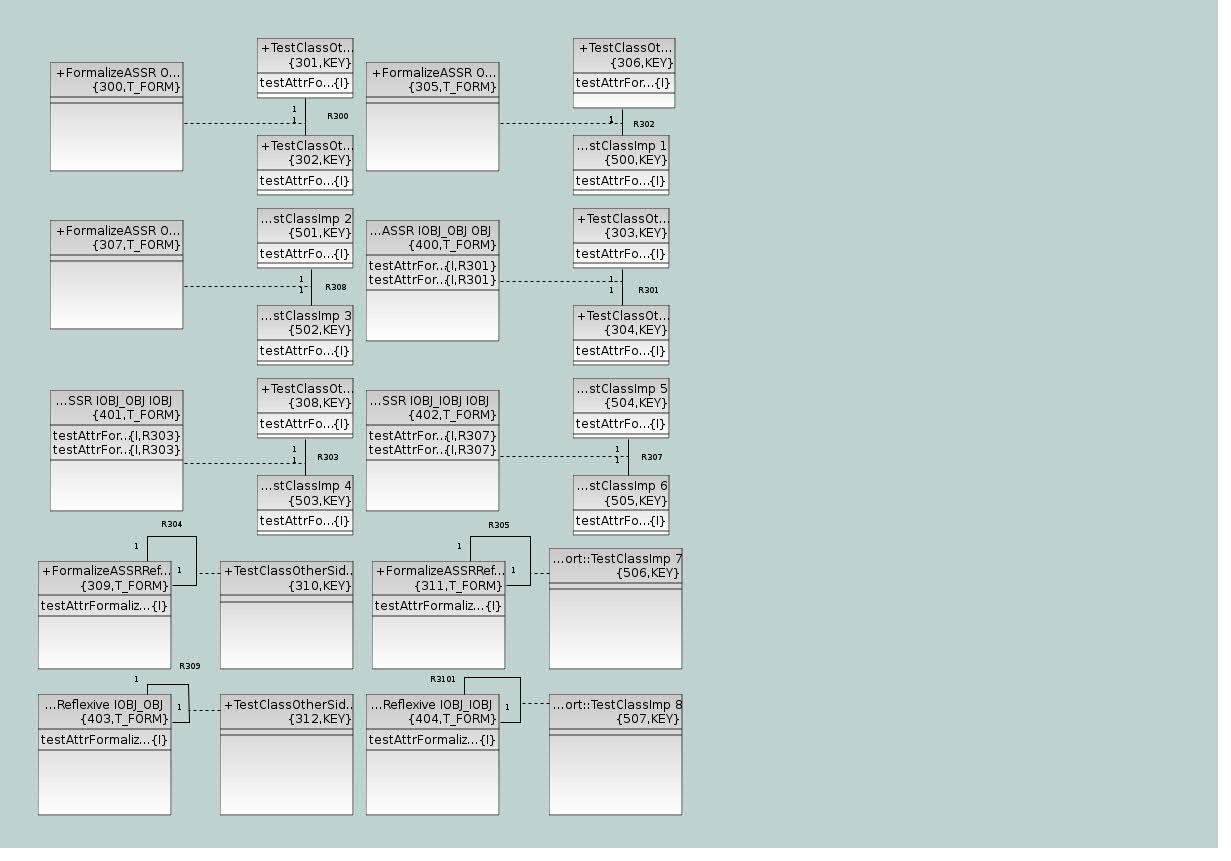 +FormalizeASSR O...
{300,T_FORM}
+TestClassOt...
{301,KEY}
testAttrFo...{I}
1
1
R300
+TestClassOt...
{302,KEY}
testAttrFo...{I}
+FormalizeASSR O...
{305,T_FORM}
+TestClassOt...
{306,KEY}
testAttrFor...{I}
1
R302
...stClassImp 1
{500,KEY}
testAttrFo...{I}
+FormalizeASSR O...
{307,T_FORM}
...stClassImp 2
{501,KEY}
testAttrFo...{I}
1
1
R308
...stClassImp 3
{502,KEY}
testAttrFo...{I}
...ASSR IOBJ_OBJ OBJ
{400,T_FORM}
testAttrFor...{I,R301}
testAttrFor...{I,R301}
+TestClassOt...
{303,KEY}
testAttrFo...{I}
1
1
R301
+TestClassOt...
{304,KEY}
testAttrFo...{I}
...SSR IOBJ_OBJ IOBJ
{401,T_FORM}
testAttrFor...{I,R303}
testAttrFor...{I,R303}
+TestClassOt...
{308,KEY}
testAttrFo...{I}
1
1
R303
...stClassImp 4
{503,KEY}
testAttrFo...{I}
...SSR IOBJ_IOBJ IOBJ
{402,T_FORM}
testAttrFor...{I,R307}
testAttrFor...{I,R307}
...stClassImp 5
{504,KEY}
testAttrFo...{I}
1
1
R307
...stClassImp 6
{505,KEY}
testAttrFo...{I}
R304
1
1
+FormalizeASSRRef...
{309,T_FORM}
testAttrFormaliz...{I}
+TestClassOtherSid...
{310,KEY}
R305
1
1
+FormalizeASSRRef...
{311,T_FORM}
testAttrFormaliz...{I}
...ort::TestClassImp 7
{506,KEY}
R309
1
1
...Reflexive IOBJ_OBJ
{403,T_FORM}
testAttrFormaliz...{I}
+TestClassOtherSid...
{312,KEY}
R3101
1
...Reflexive IOBJ_IOBJ
{404,T_FORM}
testAttrFormaliz...{I}
...ort::TestClassImp 8
{507,KEY}